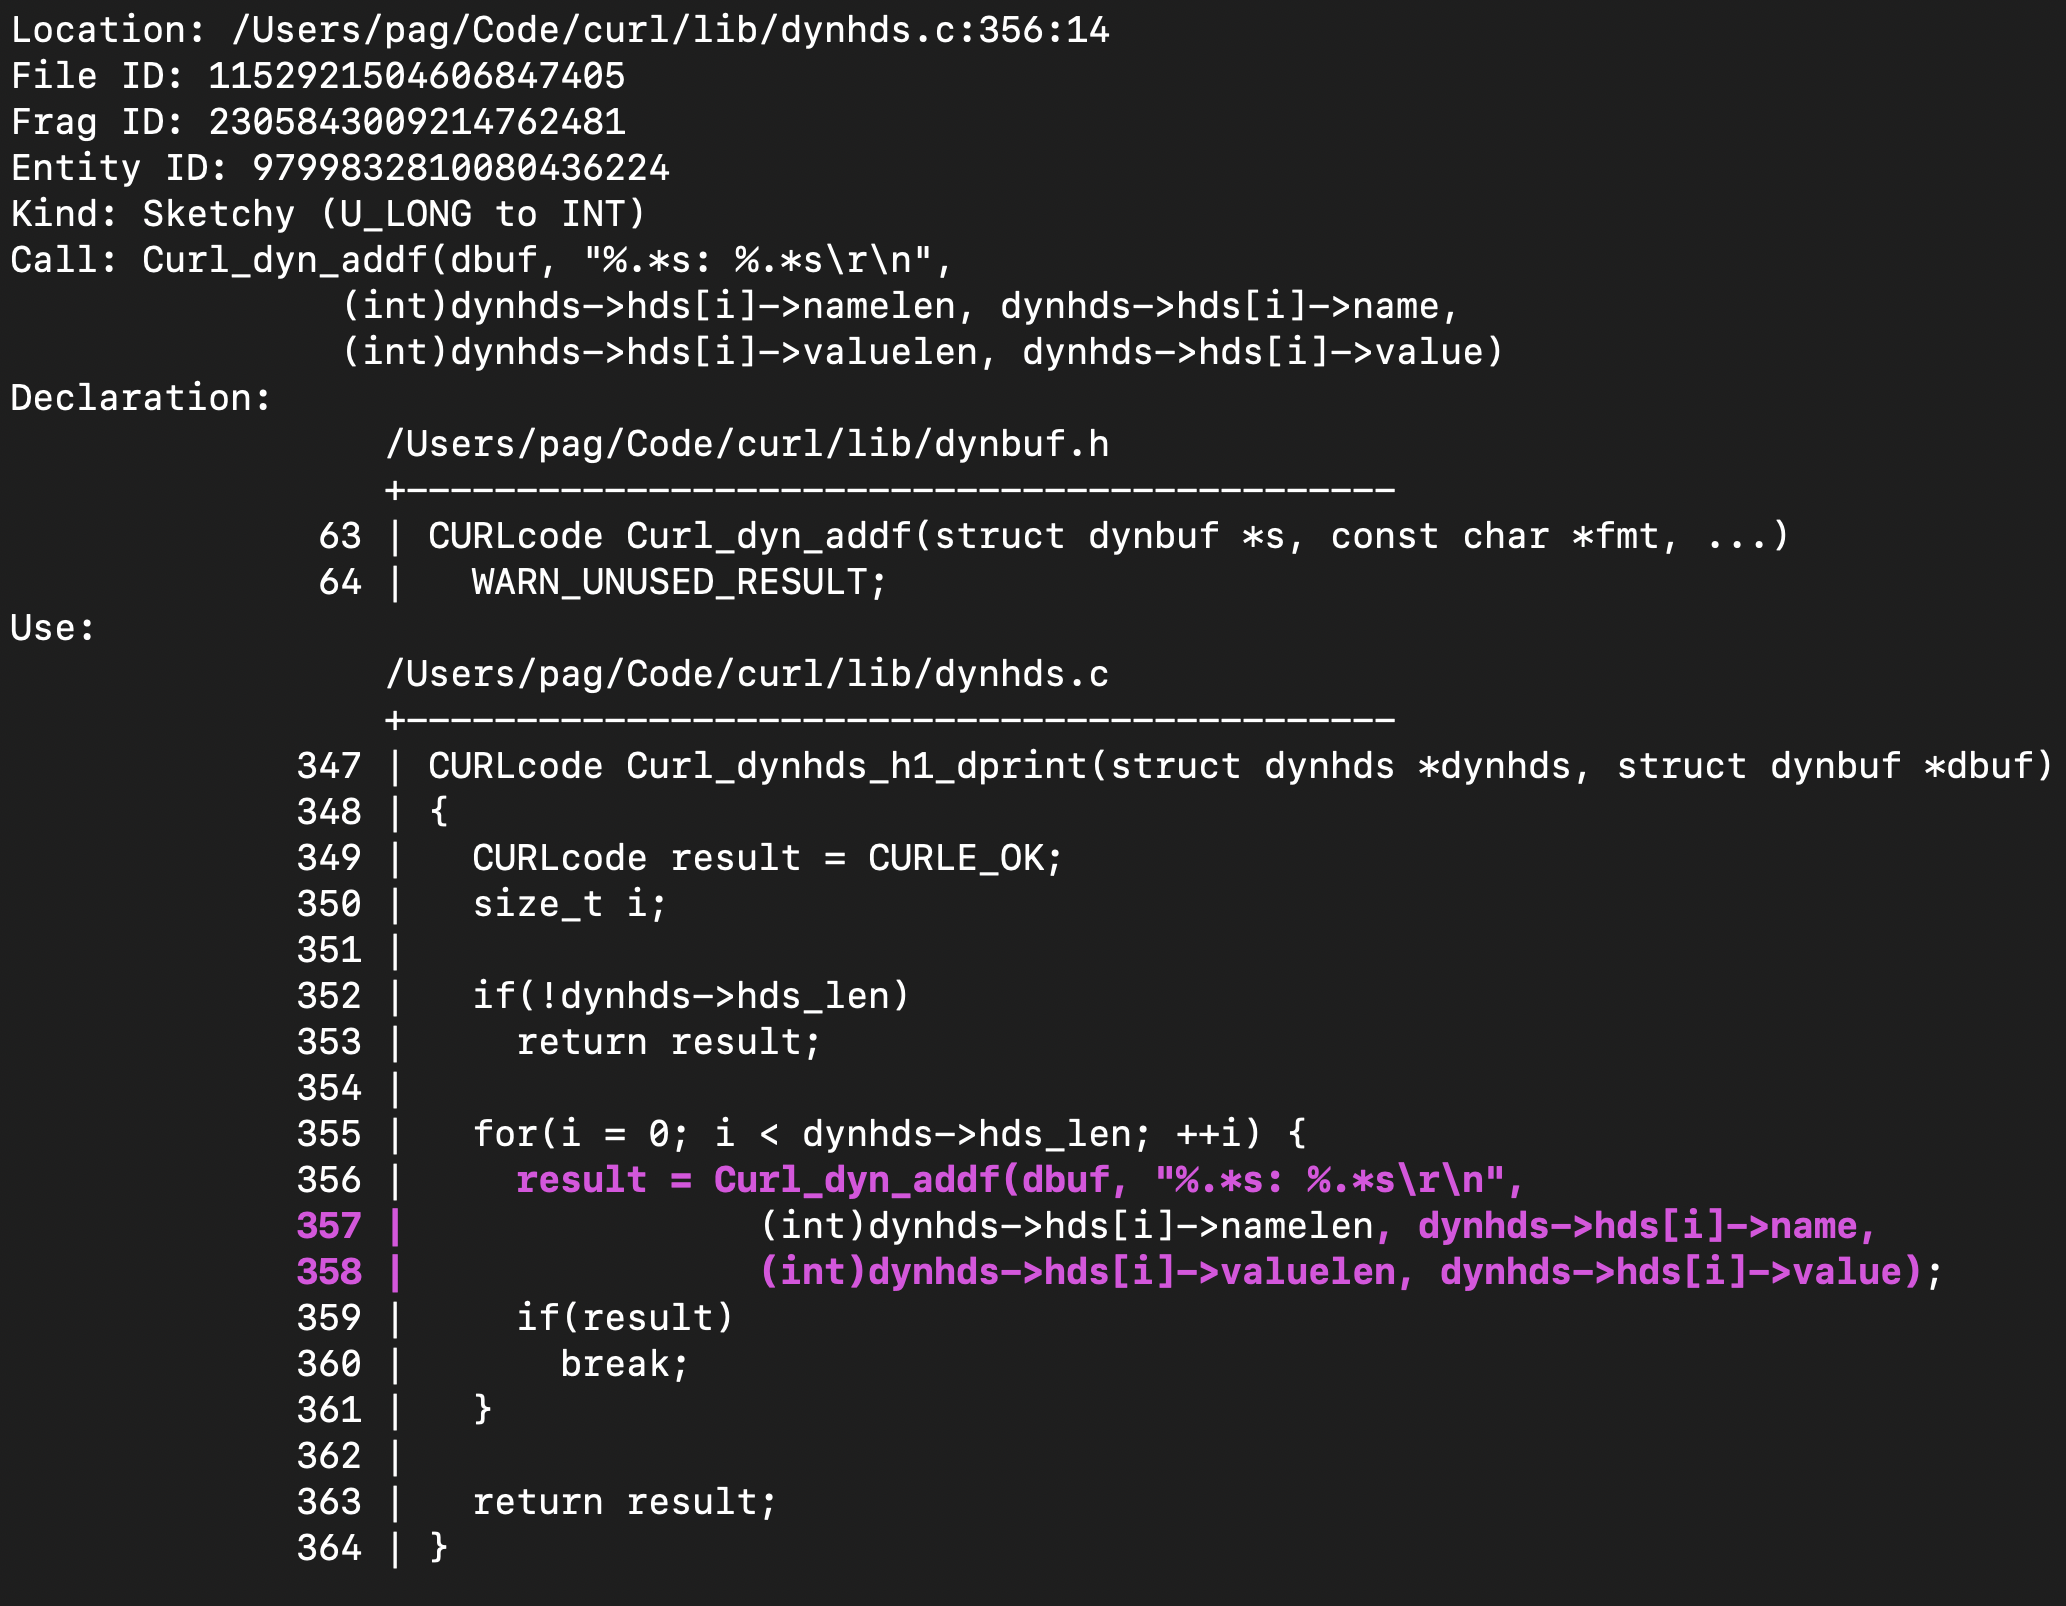 Location: /Users/pag/Code/curl/lib/dynhds.c:356:14
File ID: 1152921504606847405
Frag ID: 2305843009214762481
Entity ID: 9799832810080436224
Kind: Sketchy (U_LONG to INT)
Call: Curl_dyn_addf(dbuf, "%.*s: %.*s\r\n",
               (int)dynhds->hds[i]->namelen, dynhds->hds[i]->name,
               (int)dynhds->hds[i]->valuelen, dynhds->hds[i]->value)
Declaration:
                 /Users/pag/Code/curl/lib/dynbuf.h
                 +---------------------------------------------
              63 | CURLcode Curl_dyn_addf(struct dynbuf *s, const char *fmt, ...)
              64 |   WARN_UNUSED_RESULT;
Use:
                 /Users/pag/Code/curl/lib/dynhds.c
                 +---------------------------------------------
             347 | CURLcode Curl_dynhds_h1_dprint(struct dynhds *dynhds, struct dynbuf *dbuf)
             348 | {
             349 |   CURLcode result = CURLE_OK;
             350 |   size_t i;
             351 |
             352 |   if(!dynhds->hds_len)
             353 |     return result;
             354 |
             355 |   for(i = 0; i < dynhds->hds_len; ++i) {
             356 |     result = Curl_dyn_addf(dbuf, "%.*s: %.*s\r\n",
             357 |                (int)dynhds->hds[i]->namelen, dynhds->hds[i]->name,
             358 |                (int)dynhds->hds[i]->valuelen, dynhds->hds[i]->value);
             359 |     if(result)
             360 |       break;
             361 |   }
             362 |
             363 |   return result;
             364 | }